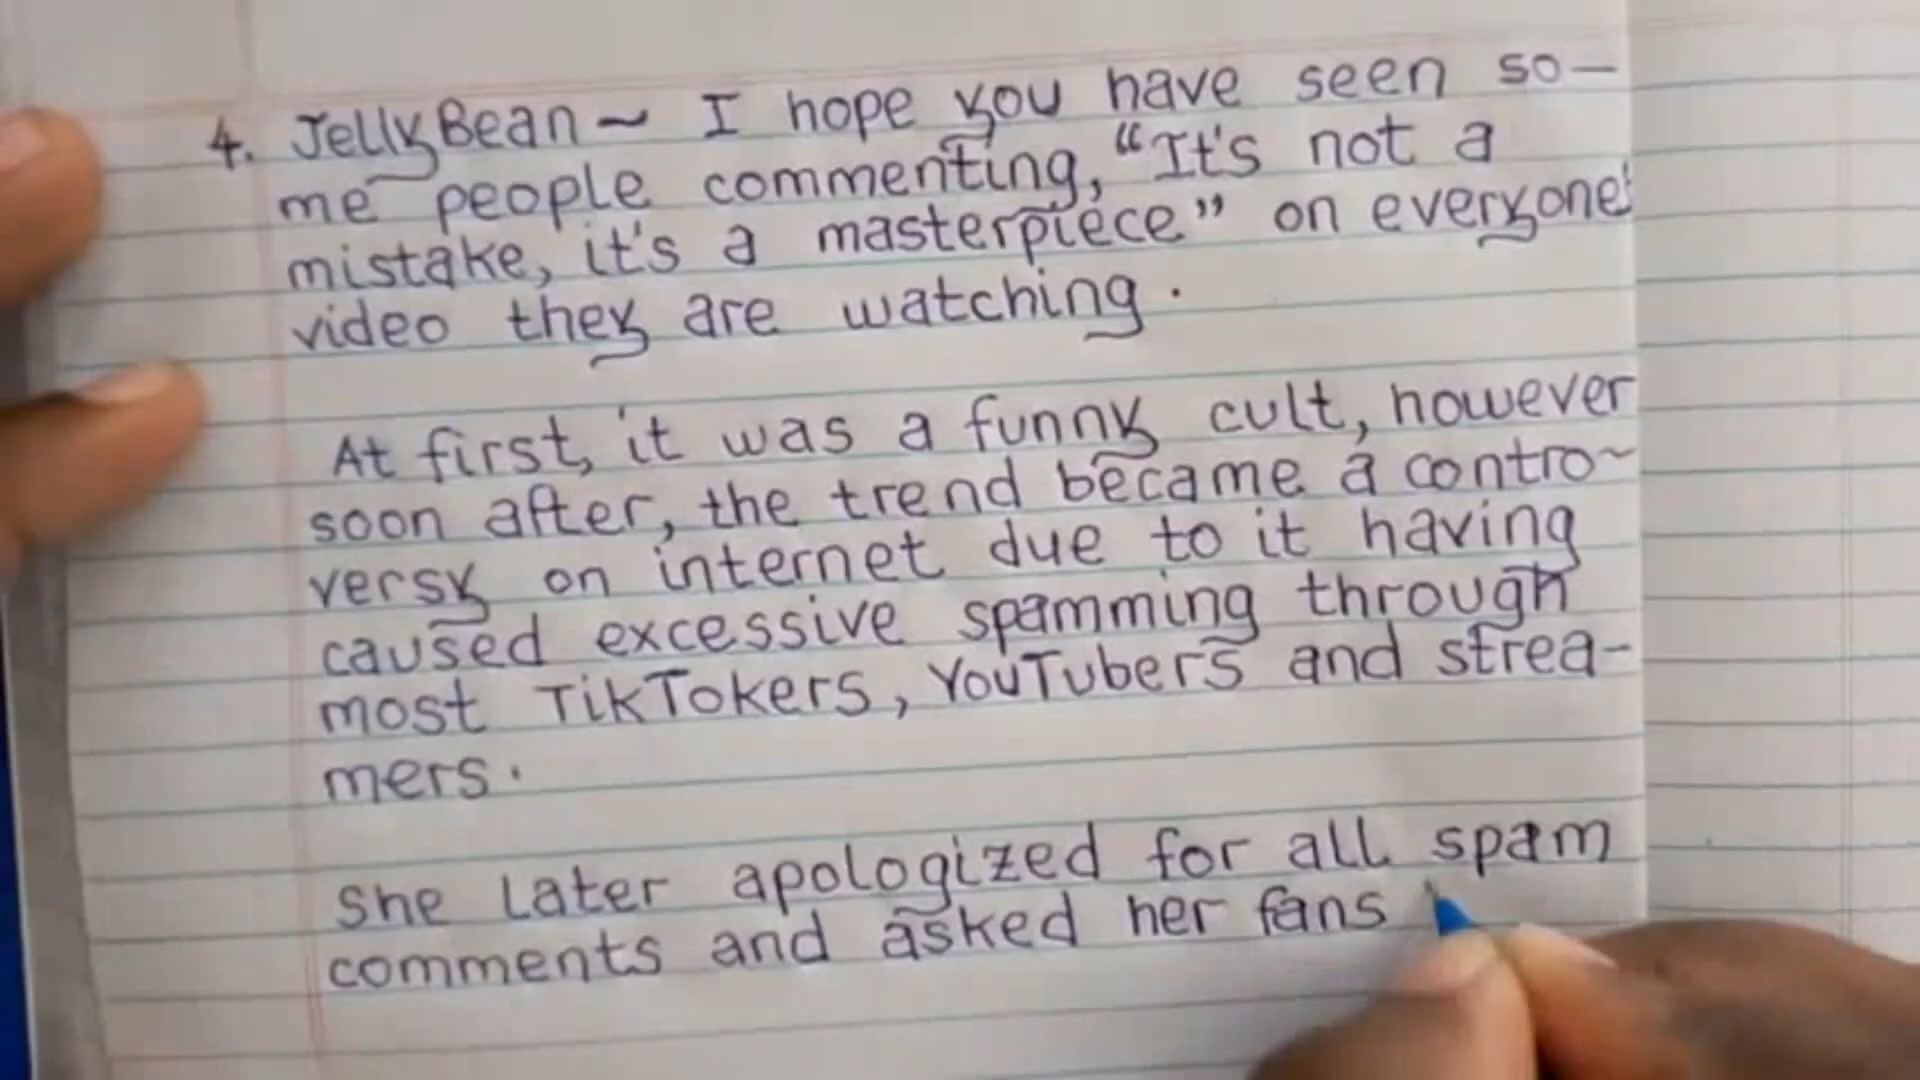 4. JellyBean ~ I hope you have seen so-
me people commenting, "It's not a
mistake, it's a masterpiece" on everyone's
video they are watching.
At first, it was a funny cult, however
soon after, the trend became a contro-
versy on internet due to it having
caused excessive spamming through
most TikTokers, YouTubers and strea-
mers.
She later apologized for all spam
comments and asked her fans